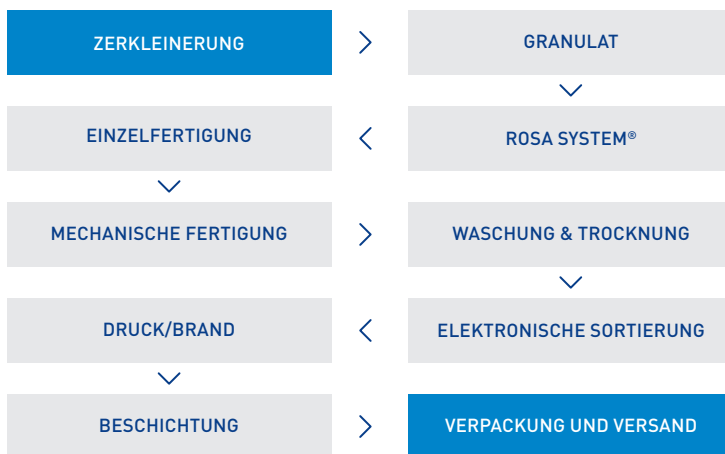 ZERKLEINERUNG
GRANULAT
ROSA SYSTEM®
EINZELFERTIGUNG
MECHANISCHE FERTIGUNG
WASCHUNG & TROCKNUNG
ELEKTRONISCHE SORTIERUNG
DRUCK/BRAND
BESCHICHTUNG
VERPACKUNG UND VERSAND